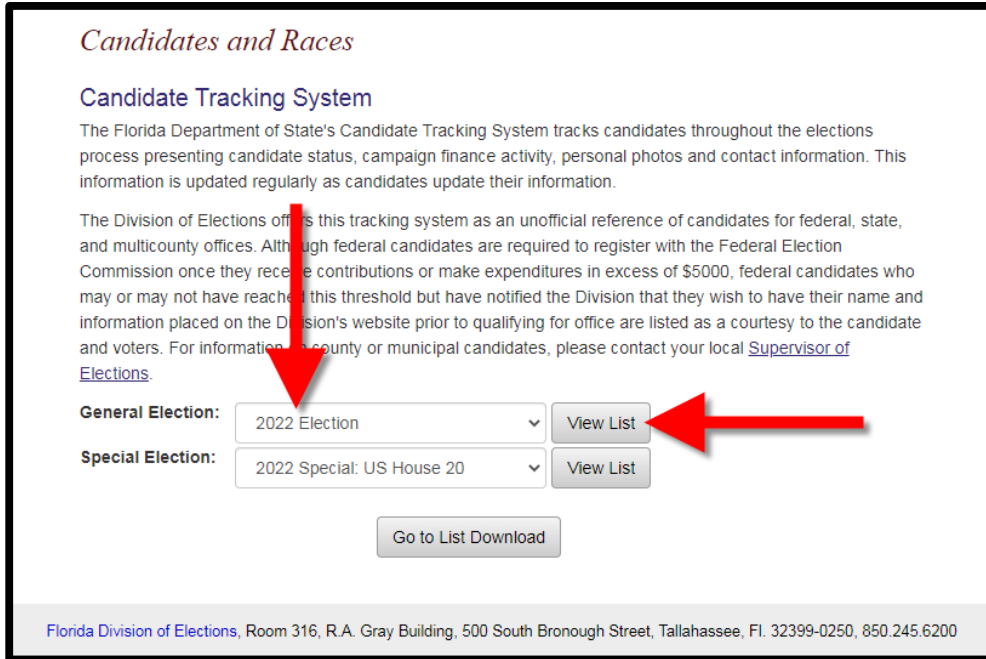 Candidates and Races
Candidate Tracking System
The Florida Department of State's Candidate Tracking System tracks candidates throughout the elections
process presenting candidate status, campaign finance activity, personal photos and contact information. This
information is updated regularly as candidates update their information.
The Division of Elections offers this tracking system as an unofficial reference of candidates for federal, state,
and multicounty offices. Although federal candidates are required to register with the Federal Election
Commission once they receive contributions or make expenditures in excess of $5000, federal candidates who
may or may not have reached this threshold but have notified the Division that they wish to have their name and
information placed on the Division's website prior to qualifying for office are listed as a courtesy to the candidate
and voters. For information on county or municipal candidates, please contact your local Supervisor of
Elections.
General Election: 2022 Election View List
Special Election: 2022 Special: US House 20 View List
Go to List Download
Florida Division of Elections, Room 316, R.A. Gray Building, 500 South Bronough Street, Tallahassee, Fl. 32399-0250, 850.245.6200